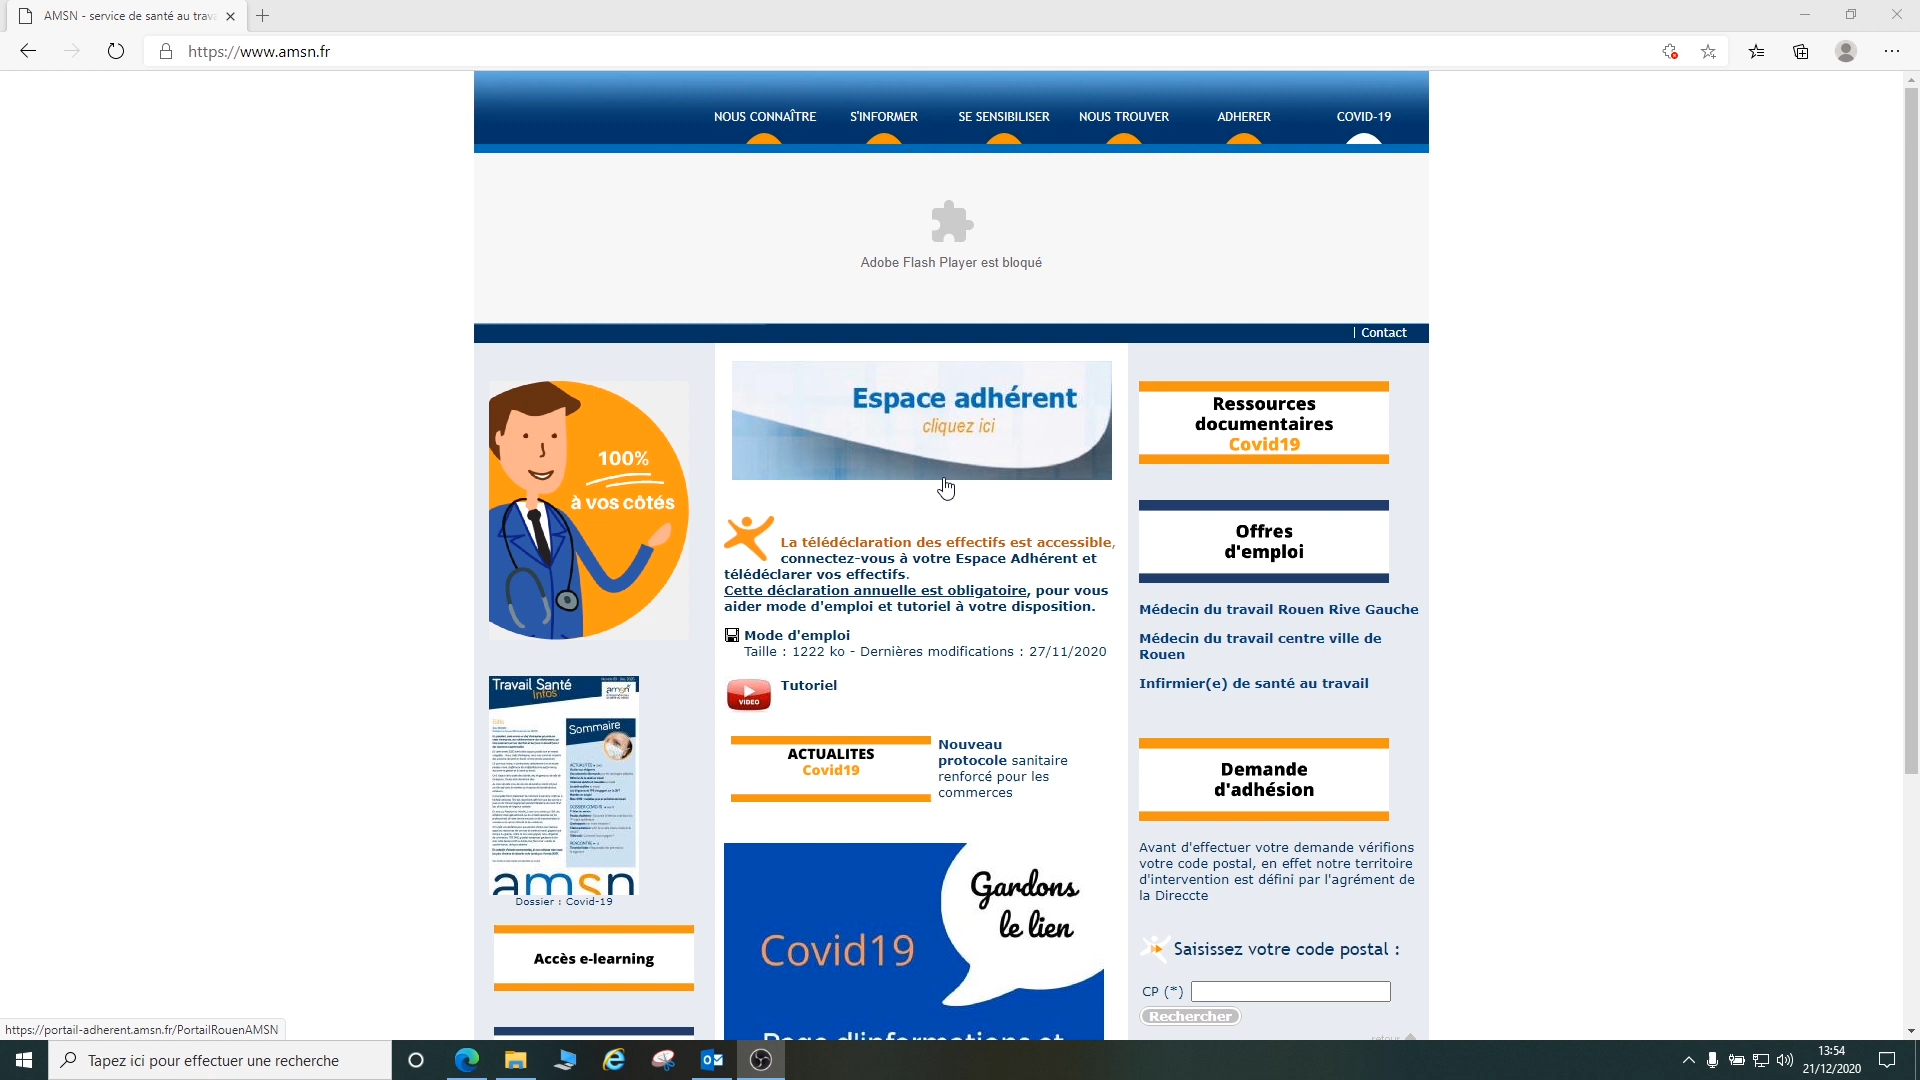 AMSN - service de santé au trava
https://www.amsn.fr
NOUS CONNAÎTRE
S'INFORMER
SE SENSIBILISER
NOUS TROUVER
ADHERER
COVID-19
Adobe Flash Player est bloqué
| Contact
100%
à vos côtés
Travail Santé
Infos
amsn
Sommaire
amsn
Dossier : Covid-19
Accès e-learning
Espace adhérent
cliquez ici
La télédéclaration des effectifs est accessible,
connectez-vous à votre Espace Adhérent et
télédéclarer vos effectifs.
Cette déclaration annuelle est obligatoire, pour vous
aider mode d'emploi et tutoriel à votre disposition.
Mode d'emploi
Taille : 1222 ko - Dernières modifications : 27/11/2020
VIDEO
Tutoriel
ACTUALITES
Covid19
Nouveau
protocole sanitaire
renforcé pour les
commerces
Gardons
le lien
Covid19
Page d'informations et
Ressources
documentaires
Covid19
Offres
d'emploi
Médecin du travail Rouen Rive Gauche
Médecin du travail centre ville de
Rouen
Infirmier(e) de santé au travail
Demande
d'adhésion
Avant d'effectuer votre demande vérifions
votre code postal, en effet notre territoire
d'intervention est défini par l'agrément de
la Direccte
Saisissez votre code postal :
CP (*)
Rechercher
retour
https://portail-adherent.amsn.fr/PortailRouenAMSN
Tapez ici pour effectuer une recherche
13:54
21/12/2020